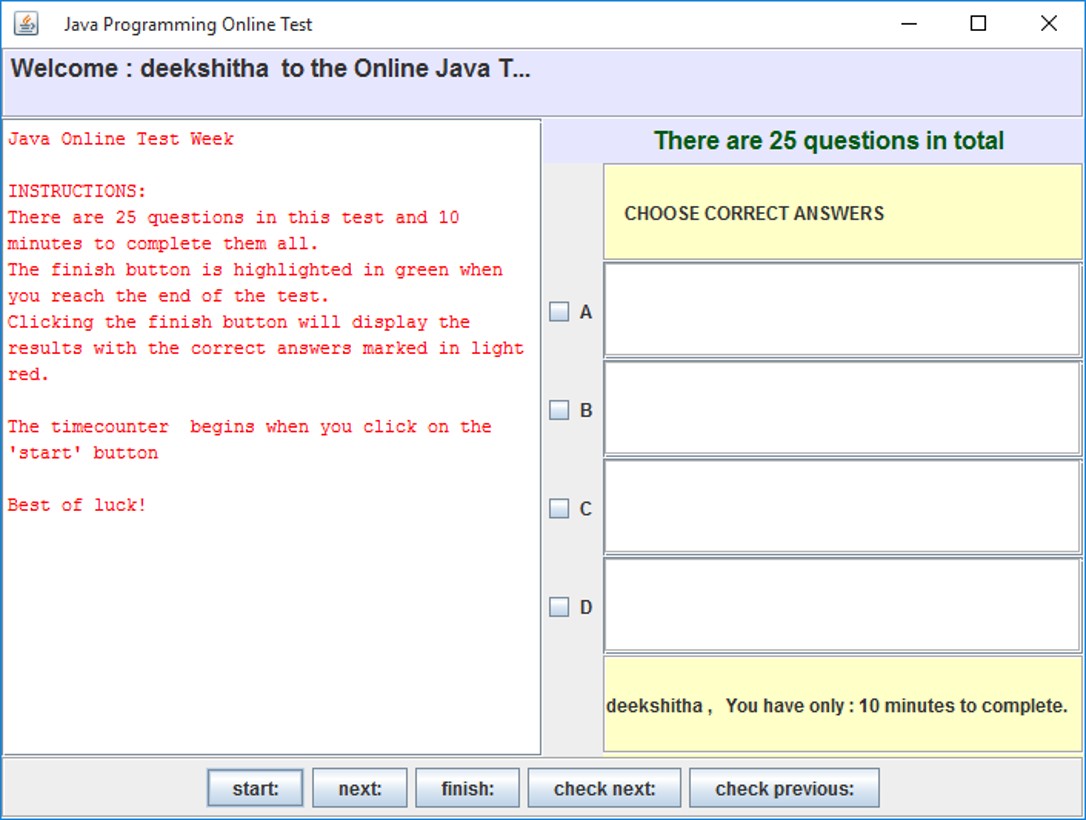 Java Programming Online Test
Welcome : deekshitha  to the Online Java T...
Java Online Test Week
INSTRUCTIONS:
There are 25 questions in this test and 10
minutes to complete them all.
The finish button is highlighted in green when
you reach the end of the test.
Clicking the finish button will display the
results with the correct answers marked in light
red.
The timecounter  begins when you click on the
'start' button
Best of luck!
There are 25 questions in total
CHOOSE CORRECT ANSWERS
A
B
C
D
deekshitha ,  You have only : 10 minutes to complete.
start:
next:
finish:
check next:
check previous: